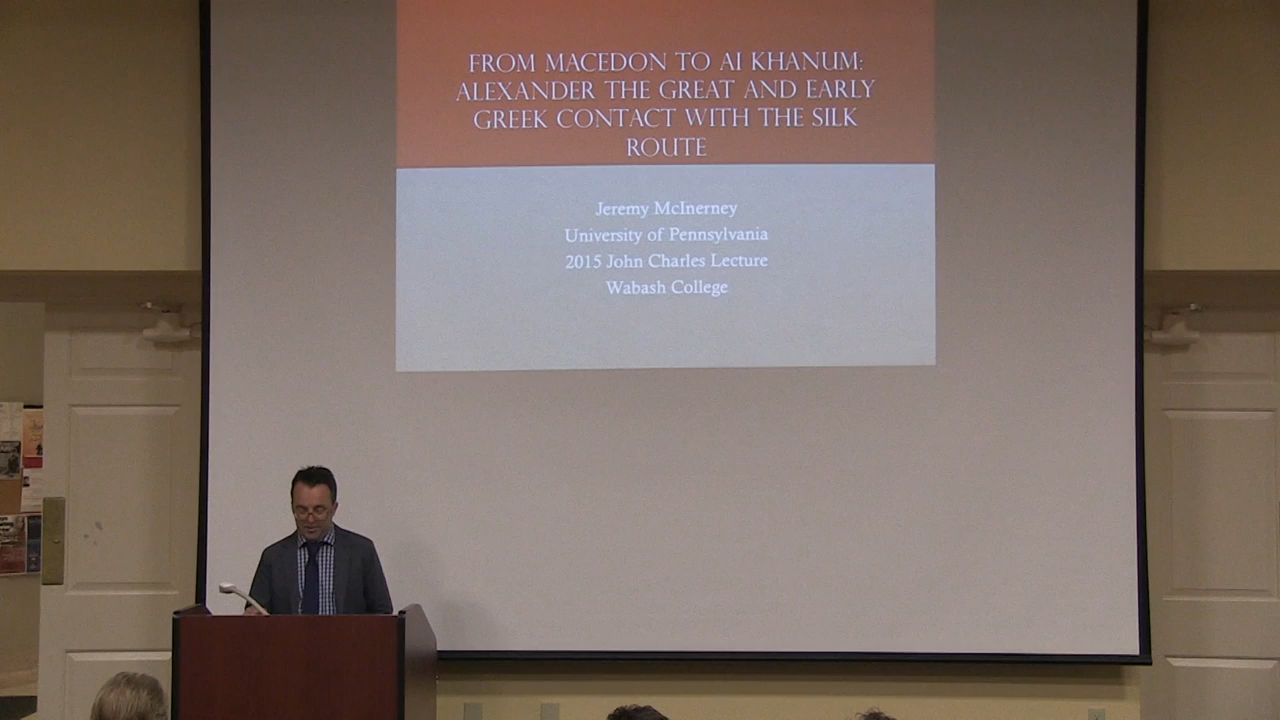 FROM MACEDON TO AI KHANUM:
ALEXANDER THE GREAT AND EARLY
GREEK CONTACT WITH THE SILK
ROUTE
Jeremy McInerney
University of Pennsylvania
2015 John Charles Lecture
Wabash College